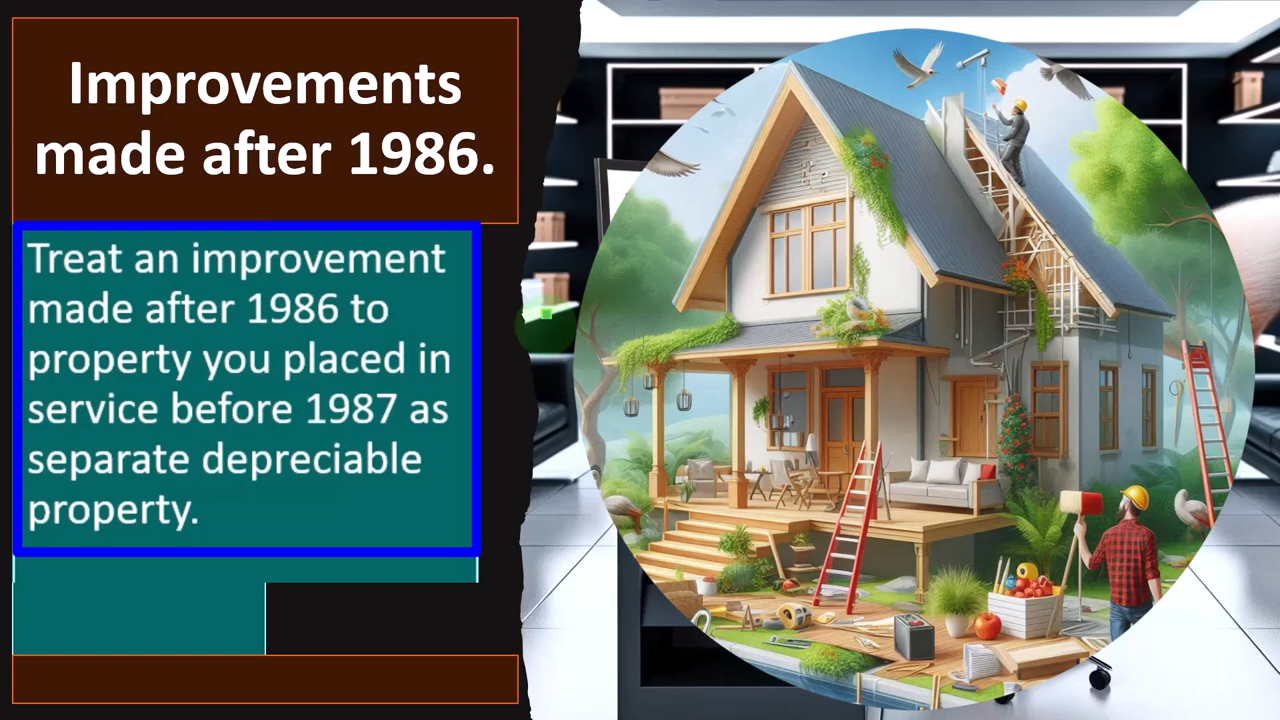 Improvements
made after 1986.
Treat an improvement
made after 1986 to
property you placed in
service before 1987 as
separate depreciable
property.